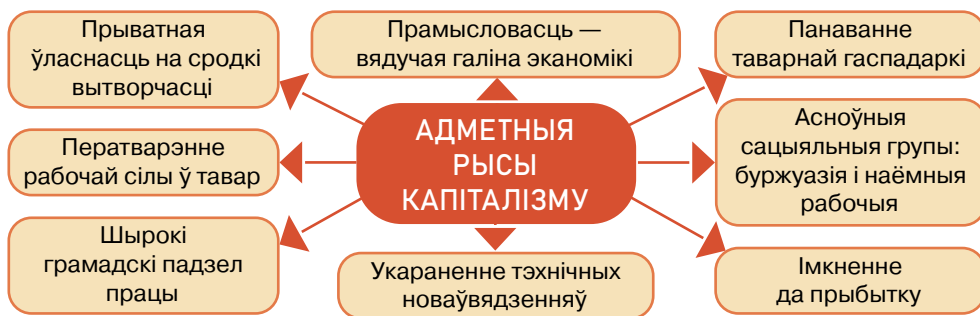 Прыватная
ўласнасць на сродкі
вытворчасці
Прамысловасць —
вядучая галіна эканомікі
Панаванне
таварнай гаспадаркі
Ператварэнне
рабочай сілы ў тавар
АДМЕТНЫЯ
РЫСЫ
КАПІТАЛІЗМУ
Асноўныя
сацыяльныя групы:
буржуазія і наёмныя
рабочыя
Шырокі
грамадскі падзел
працы
Укараненне тэхнічных
новаўвядзенняў
Імкненне
да прыбытку